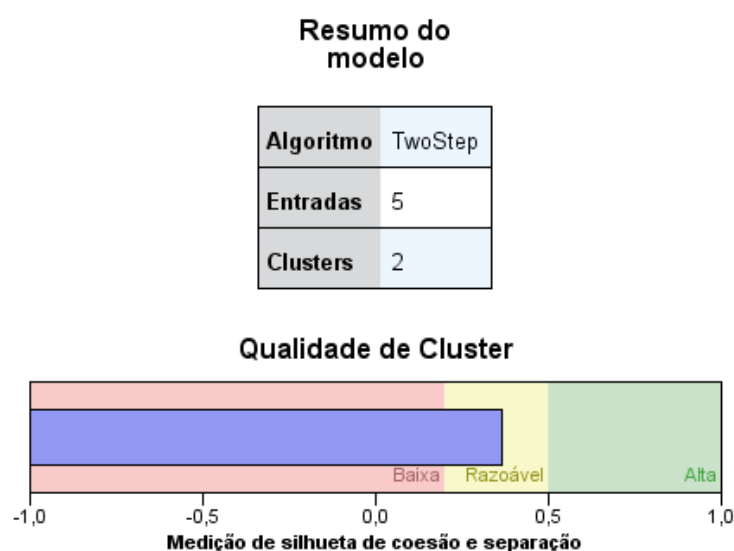 Resumo do
modelo
Algoritmo TwoStep
Entradas 5
Clusters 2
Qualidade de Cluster
Baixa Razoável Alta
-1,0 -0,5 0,0 0,5 1,0
Medição de silhueta de coesão e separação